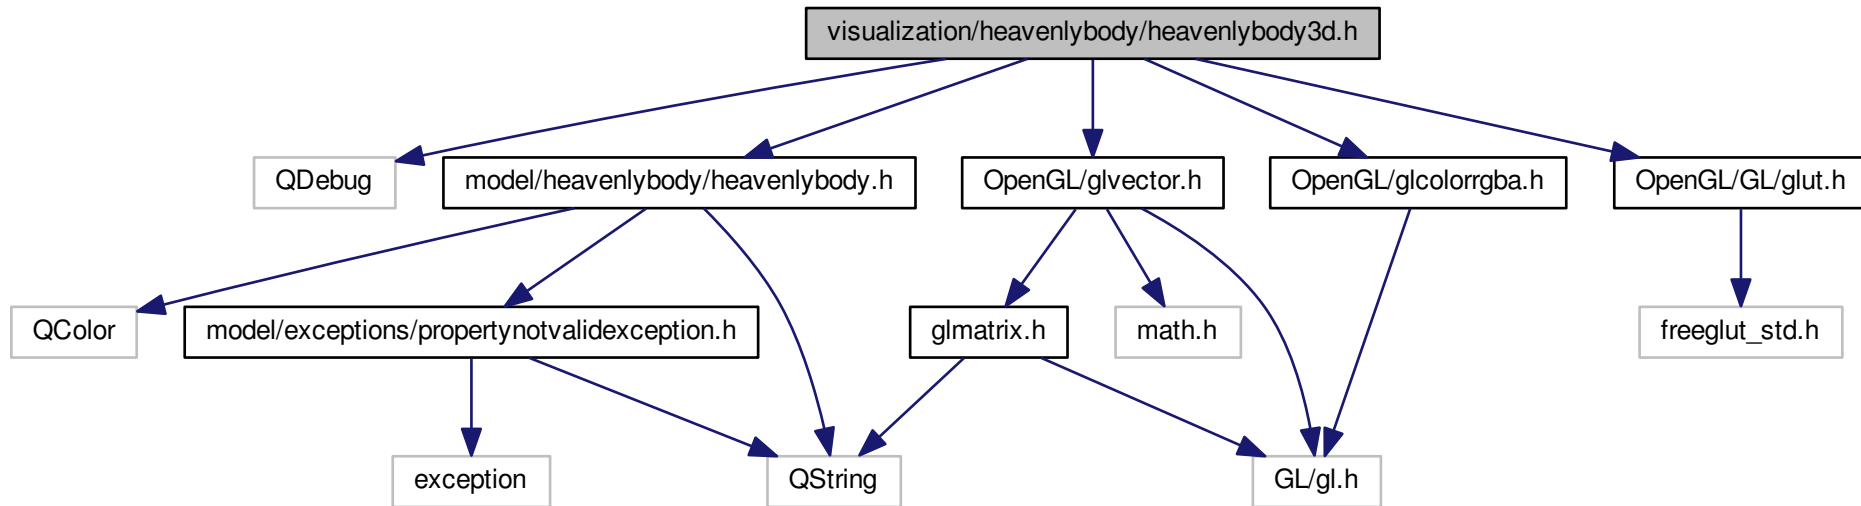 visualization/heavenlybody/heavenlybody3d.h
QDebug
model/heavenlybody/heavenlybody.h
OpenGL/glvector.h
OpenGL/glcolorrgba.h
OpenGL/GL/glut.h
QColor
model/exceptions/propertynotvalidexception.h
glmatrix.h
math.h
freeglut_std.h
exception
QString
GL/gl.h